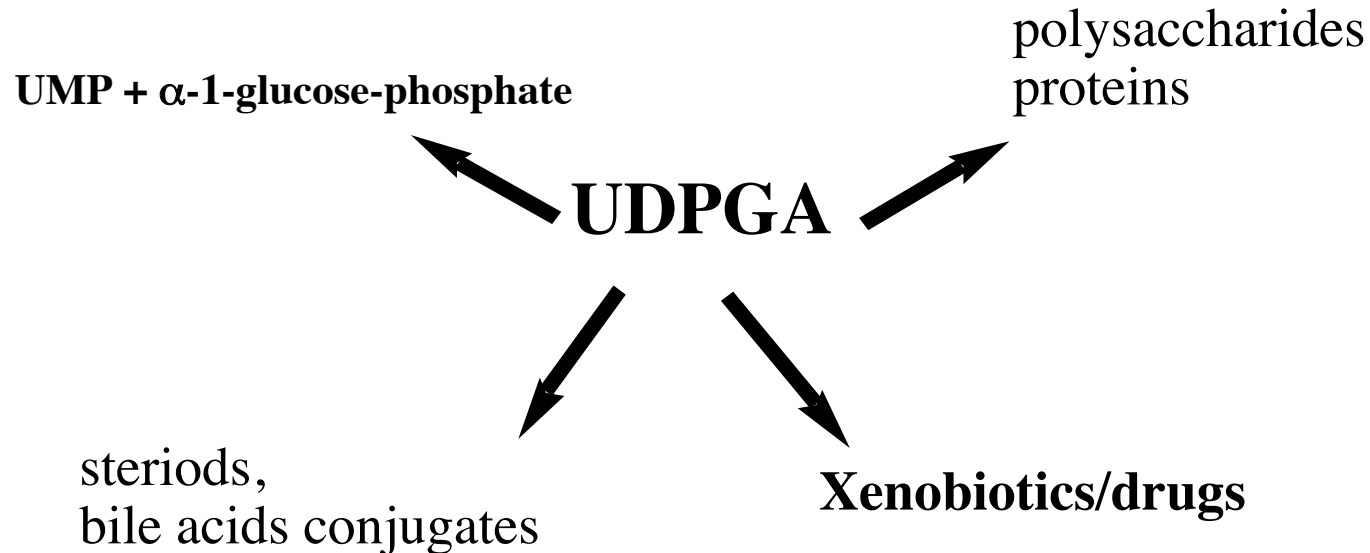 polysaccharides
proteins
UMP + α-1-glucose-phosphate
UDPGA
steriods,
bile acids conjugates
Xenobiotics/drugs